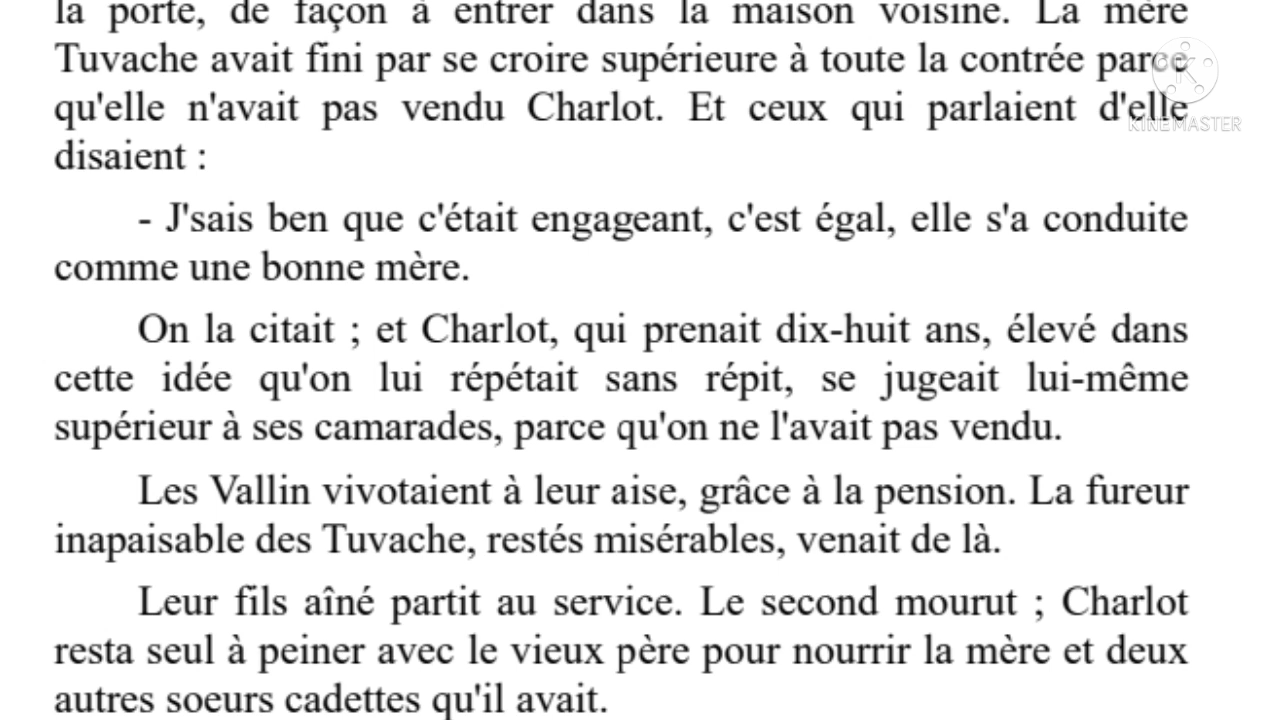 la porte, de façon à entrer dans la maison voisine. La mère
Tuvache avait fini par se croire supérieure à toute la contrée parce
qu'elle n'avait pas vendu Charlot. Et ceux qui parlaient d'elle
disaient :
- J'sais ben que c'était engageant, c'est égal, elle s'a conduite
comme une bonne mère.
On la citait ; et Charlot, qui prenait dix-huit ans, élevé dans
cette idée qu'on lui répétait sans répit, se jugeait lui-même
supérieur à ses camarades, parce qu'on ne l'avait pas vendu.
Les Vallin vivotaient à leur aise, grâce à la pension. La fureur
inapaisable des Tuvache, restés misérables, venait de là.
Leur fils aîné partit au service. Le second mourut ; Charlot
resta seul à peiner avec le vieux père pour nourrir la mère et deux
autres soeurs cadettes qu'il avait.
K
KINEMASTER